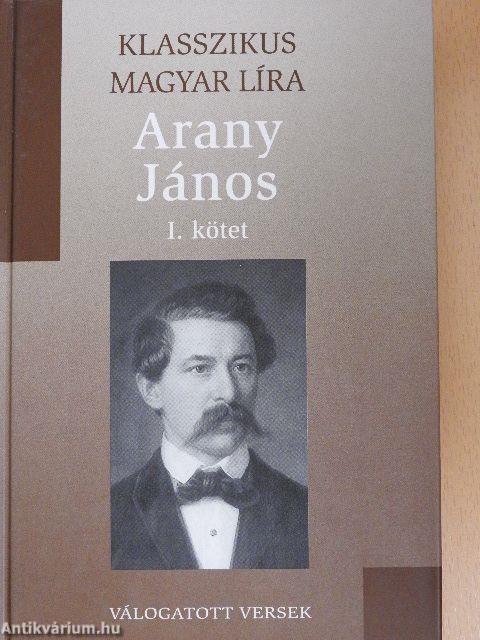 KLASSZIKUS
MAGYAR LÍRA
Arany
János
I. kötet
VÁLOGATOTT VERSEK
Antikvárium.hu